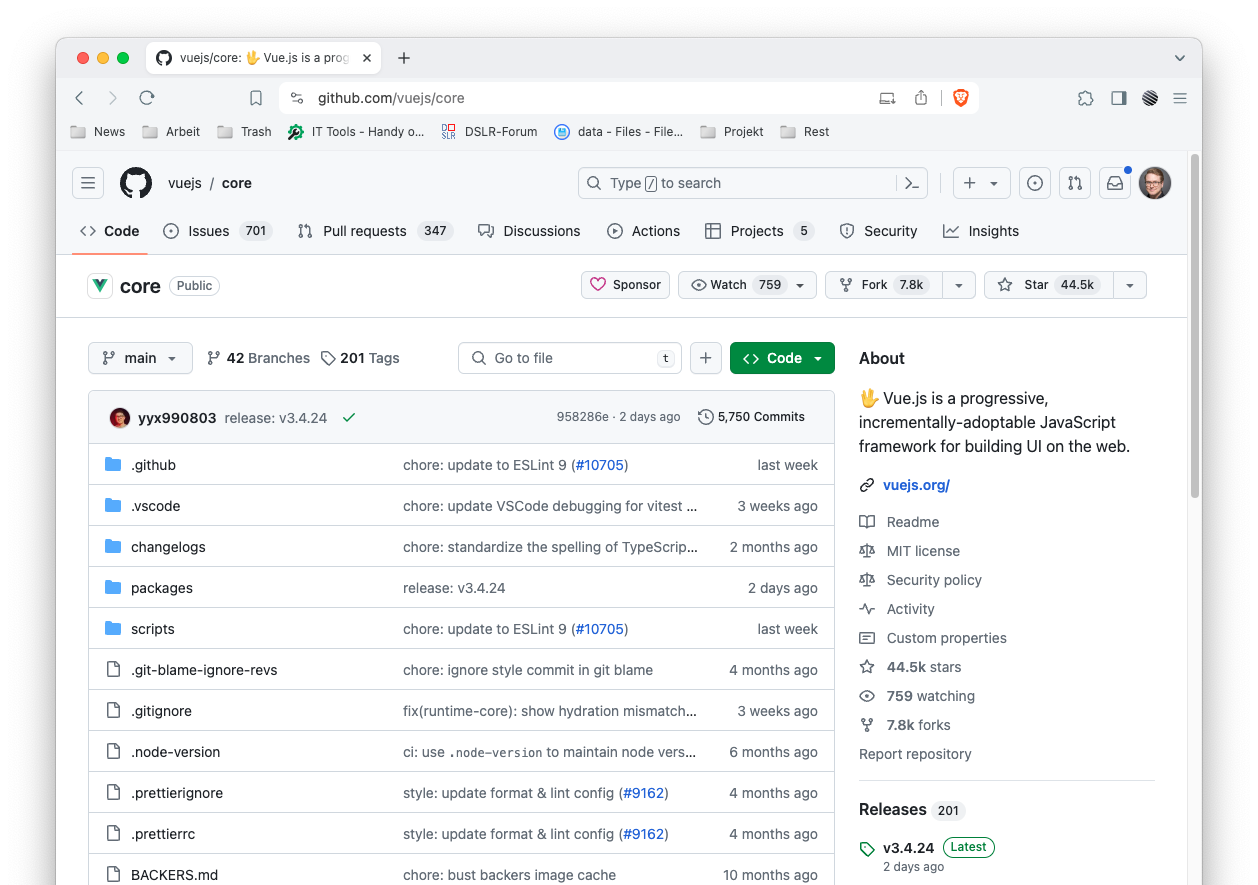 vuejs/core: 🖖 Vue.js is a prog
github.com/vuejs/core
News Arbeit Trash IT Tools - Handy o... DSLR-Forum data - Files - File... Projekt Rest
vuejs / core
Type / to search
Code Issues 701 Pull requests 347 Discussions Actions Projects 5 Security Insights
core Public
Sponsor Watch 759 Fork 7.8k Star 44.5k
main 42 Branches 201 Tags Go to file t + Code
yyx990803 release: v3.4.24 958286e · 2 days ago 5,750 Commits
.github chore: update to ESLint 9 (#10705) last week
.vscode chore: update VSCode debugging for vitest ... 3 weeks ago
changelogs chore: standardize the spelling of TypeScrip... 2 months ago
packages release: v3.4.24 2 days ago
scripts chore: update to ESLint 9 (#10705) last week
.git-blame-ignore-revs chore: ignore style commit in git blame 4 months ago
.gitignore fix(runtime-core): show hydration mismatch... 3 weeks ago
.node-version ci: use .node-version to maintain node vers... 6 months ago
.prettierignore style: update format & lint config (#9162) 4 months ago
.prettierrc style: update format & lint config (#9162) 4 months ago
BACKERS.md chore: bust backers image cache 10 months ago
About
🖖 Vue.js is a progressive,
incrementally-adoptable JavaScript
framework for building UI on the web.
vuejs.org/
Readme
MIT license
Security policy
Activity
Custom properties
44.5k stars
759 watching
7.8k forks
Report repository
Releases 201
v3.4.24 Latest
2 days ago